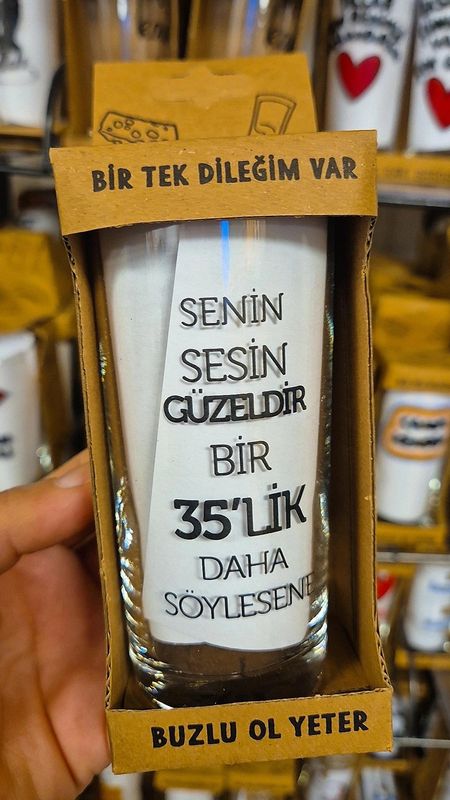 BİR TEK DİLEĞİM VAR
SENİN
SESİN
GÜZELDİR
BİR
35'LİK
DAHA
SÖYLESENE
BUZLU OL YETER